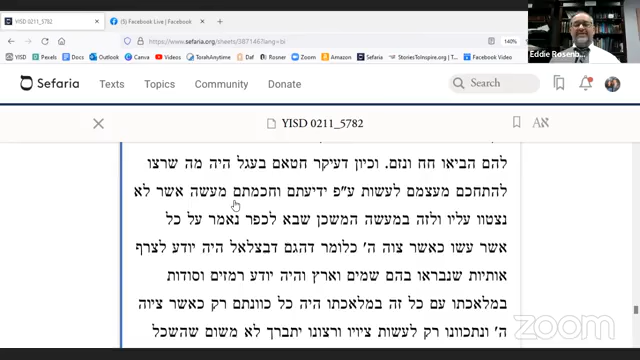 YISD 0211_5782
(5) Facebook Live | Facebook
https://www.sefaria.org/sheets/387146?lang=bi
140%
YISD
Pexels
Docs
Outlook
Canva
YouTube
TorahAnytime
Daf
Rosner
Zoom
Amazon
Sefaria
StoriesToInspire
Facebook Video
Eddie Rosenb
Sefaria
Texts
Topics
Community
Donate
Search
YISD 0211_5782
להם הביאו חח ונזם. וכיון דעיקר חטאם בעגל היה מה שרצו
להתחכם מעצמם לעשות ע"פ ידיעתם וחכמתם מעשה אשר לא
נצטוו עליו ולזה במעשה המשכן שבא לכפר נאמר על כל
אשר עשו כאשר צוה ה' כלומר דהגם דבצלאל היה יודע לצרף
אותיות שנבראו בהם שמים וארץ והיה יודע רמזים וסודות
במלאכתו עם כל זה במלאכתו היה כל כוונתם רק כאשר ציוה
ה' ונתכוונו רק לעשות ציויו ורצונו יתברך לא משום שהשכל
zoom